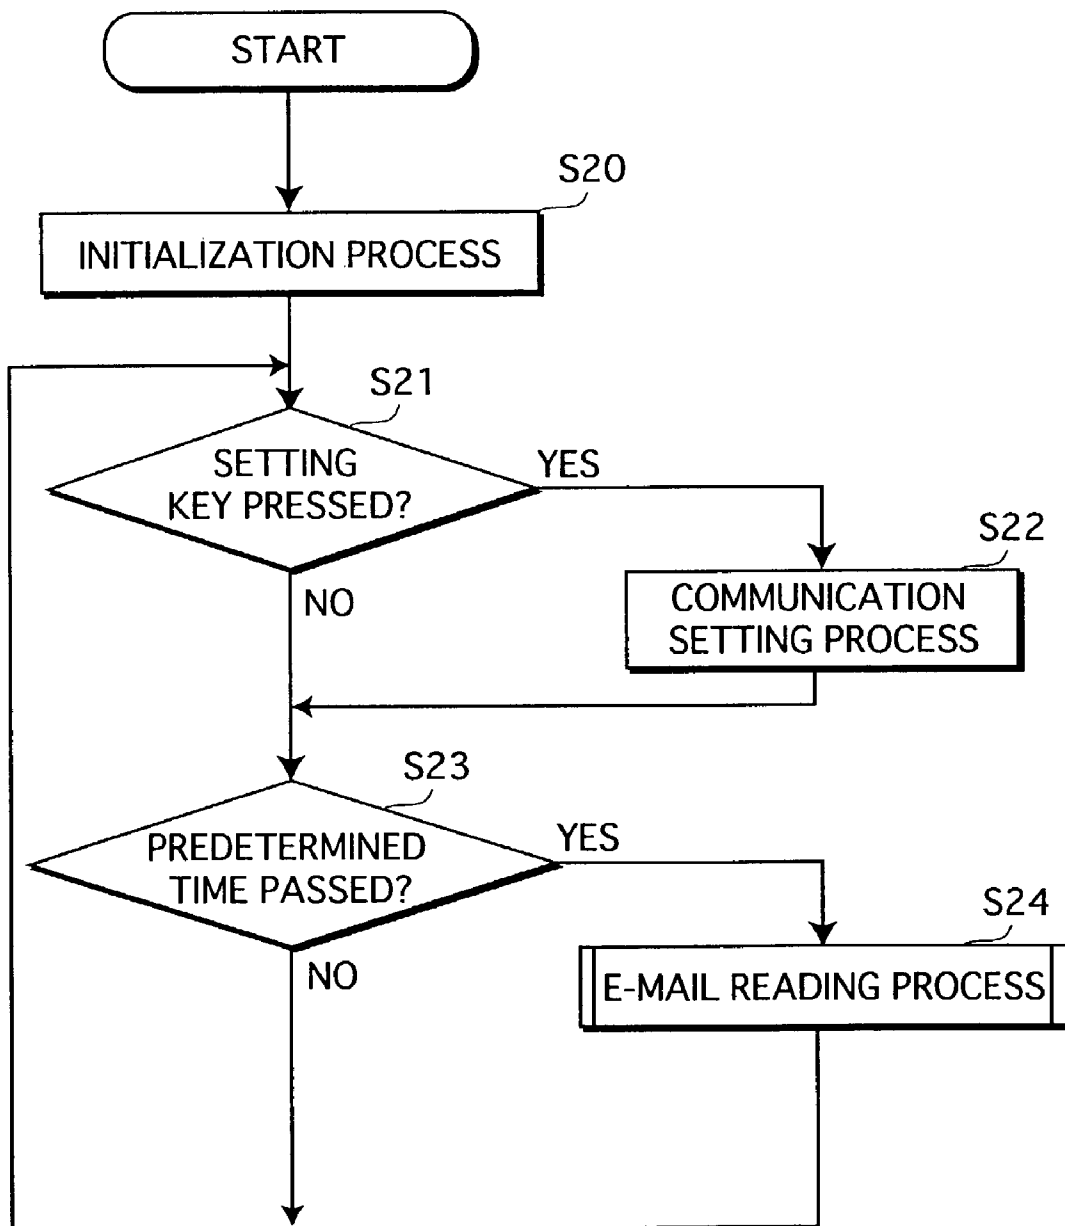 START
S20
INITIALIZATION PROCESS
S21
SETTING
KEY PRESSED?
YES
NO
S22
COMMUNICATION
SETTING PROCESS
S23
PREDETERMINED
TIME PASSED?
YES
NO
S24
E-MAIL READING PROCESS